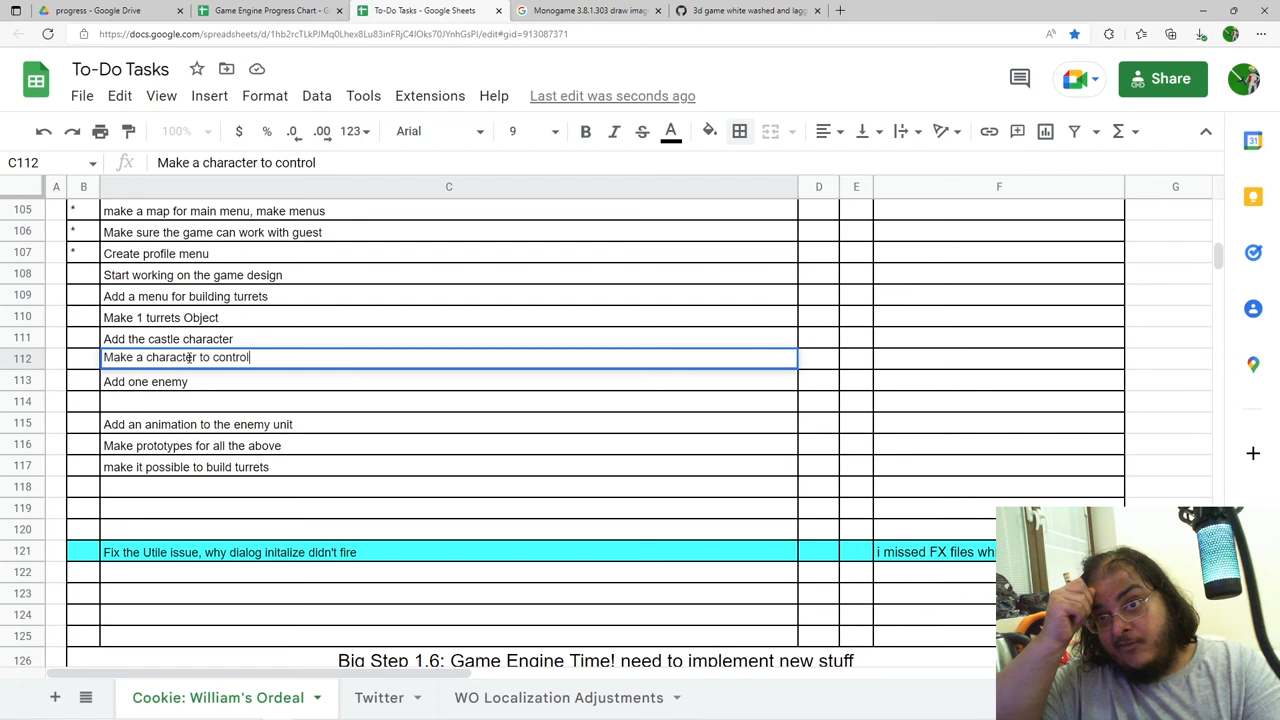 progress - Google Drive
Game Engine Progress Chart - G
To-Do Tasks - Google Sheets
Monogame 3.8.1.303 draw imag
3d game white washed and lagg
https://docs.google.com/spreadsheets/d/1hb2rcTLkPJMq0Lhex8Lu83inFRjC4IOks70JYnhGsPI/edit#gid=913087371
To-Do Tasks
Share
File Edit View Insert Format Data Tools Extensions Help Last edit was seconds ago
100% $ % .0 .00 123 Arial 9 B I S A
C112 fx Make a character to control
A B C D E F G
105 * make a map for main menu, make menus
106 * Make sure the game can work with guest
107 * Create profile menu
108 Start working on the game design
109 Add a menu for building turrets
110 Make 1 turrets Object
111 Add the castle character
112 Make a character to control
113 Add one enemy
114
115 Add an animation to the enemy unit
116 Make prototypes for all the above
117 make it possible to build turrets
118
119
120
121 Fix the Utile issue, why dialog initalize didn't fire i missed FX files wh
122
123
124
125
126 Big Step 1.6: Game Engine Time! need to implement new stuff
Cookie: William's Ordeal Twitter WO Localization Adjustments
31